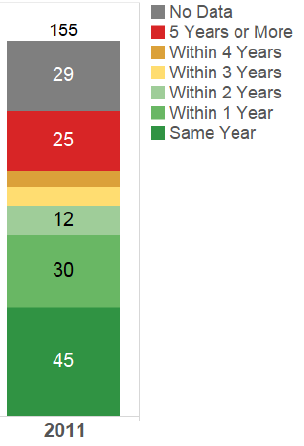 155
29
25
12
30
45
2011
No Data
5 Years or More
Within 4 Years
Within 3 Years
Within 2 Years
Within 1 Year
Same Year